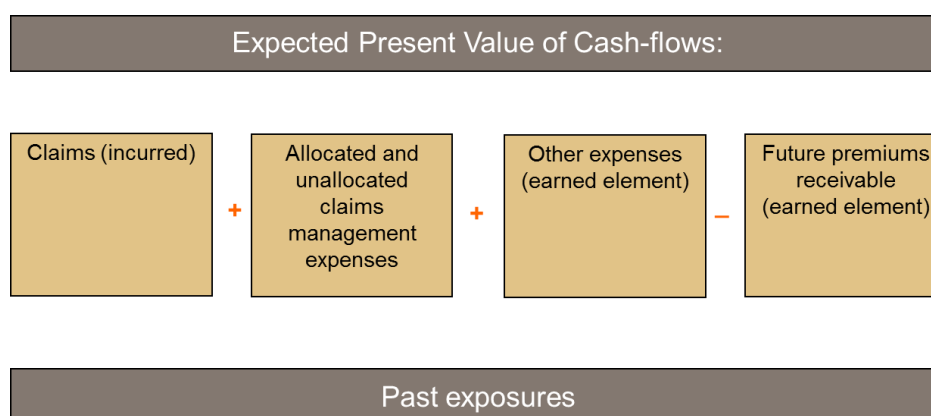 Expected Present Value of Cash-flows:
Claims (incurred)
+
Allocated and
unallocated
claims
management
expenses
+
Other expenses
(earned element)
–
Future premiums
receivable
(earned element)
Past exposures